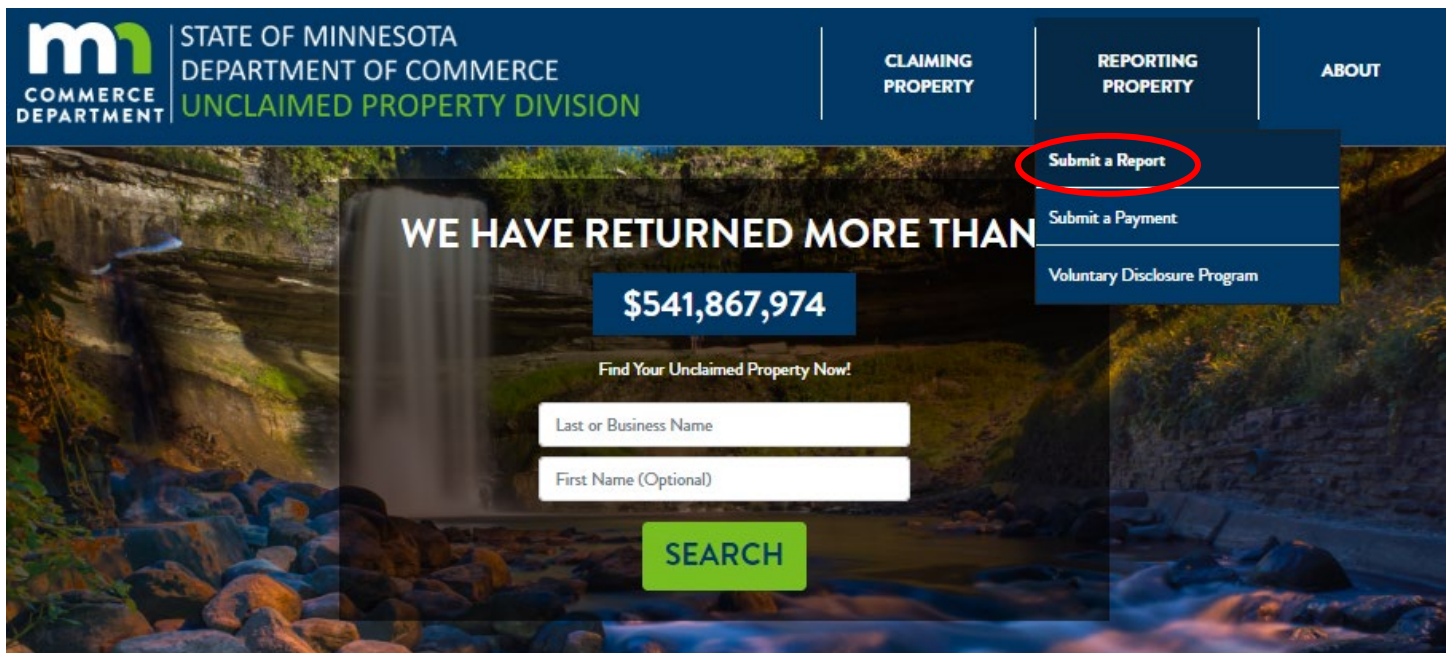 mn
COMMERCE
DEPARTMENT
STATE OF MINNESOTA
DEPARTMENT OF COMMERCE
UNCLAIMED PROPERTY DIVISION
CLAIMING
PROPERTY
REPORTING
PROPERTY
ABOUT
Submit a Report
Submit a Payment
Voluntary Disclosure Program
WE HAVE RETURNED MORE THAN
$541,867,974
Find Your Unclaimed Property Now!
Last or Business Name
First Name (Optional)
SEARCH